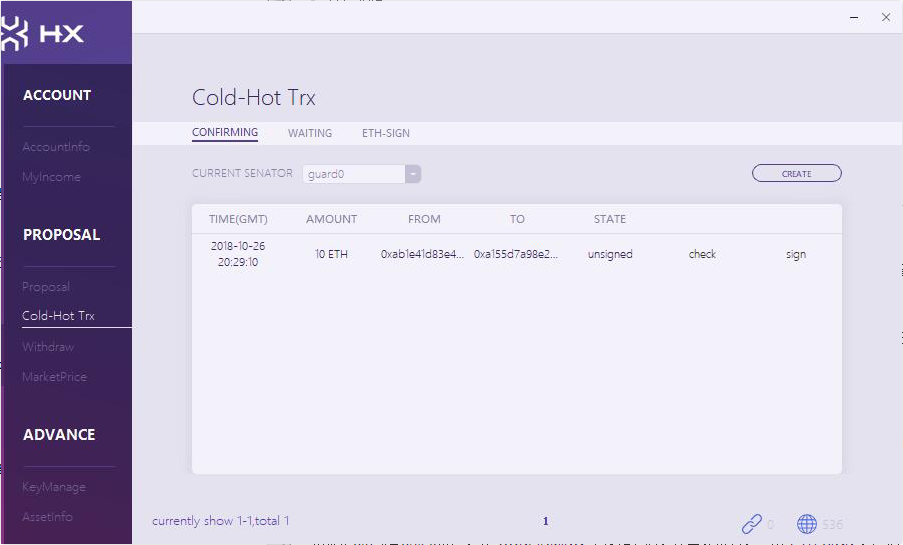 HX
ACCOUNT
AccountInfo
MyIncome
PROPOSAL
Proposal
Cold-Hot Trx
Withdraw
MarketPrice
ADVANCE
KeyManage
AssetInfo
Cold-Hot Trx
CONFIRMING WAITING ETH-SIGN
CURRENT SENATOR guard0 CREATE
TIME(GMT) AMOUNT FROM TO STATE
2018-10-26
20:29:10
10 ETH 0xab1e41d83e4... 0xa155d7a98e2... unsigned check sign
currently show 1-1,total 1 1 0 536